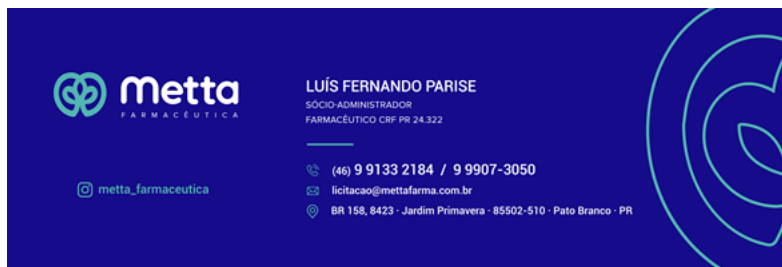 metta
FARMACÊUTICA
metta_farmaceutica
LUÍS FERNANDO PARISE
SÓCIO-ADMINISTRADOR
FARMACÊUTICO CRF PR 24.322
(46) 9 9133 2184 / 9 9907-3050
licitacao@mettafarma.com.br
BR 158, 8423 · Jardim Primavera · 85502-510 · Pato Branco · PR